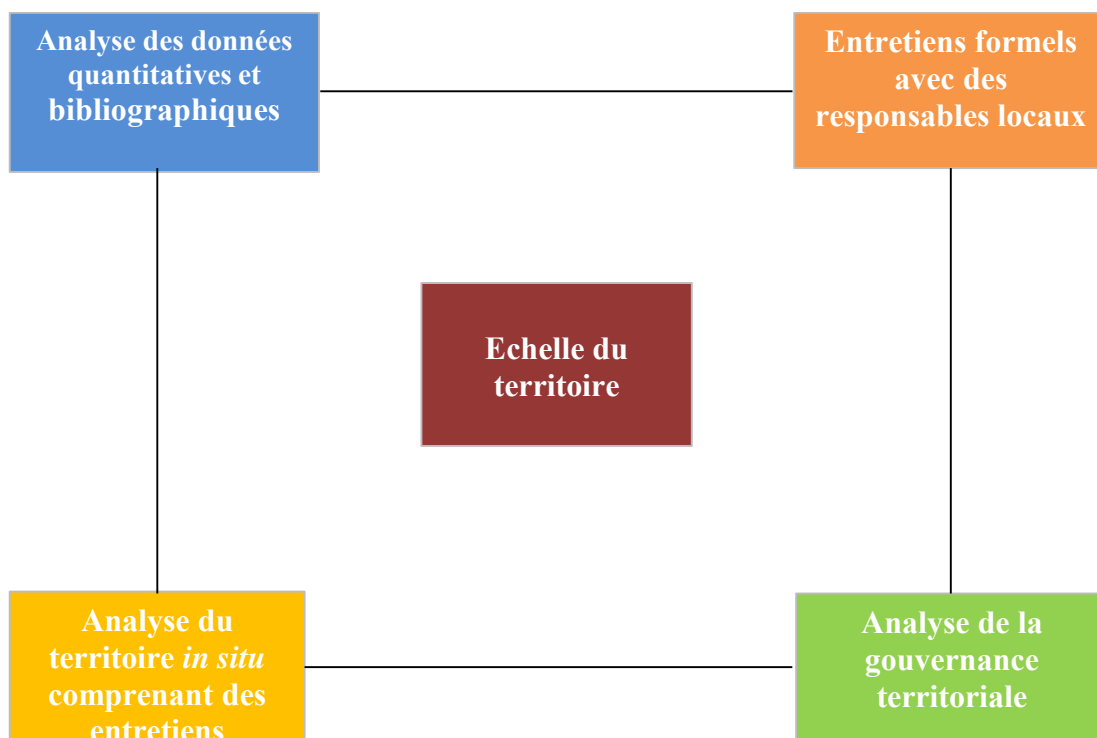 Analyse des données
quantitatives et
bibliographiques
Entretiens formels
avec des
responsables locaux
Echelle du
territoire
Analyse du
territoire in situ
comprenant des
entretiens
Analyse de la
gouvernance
territoriale